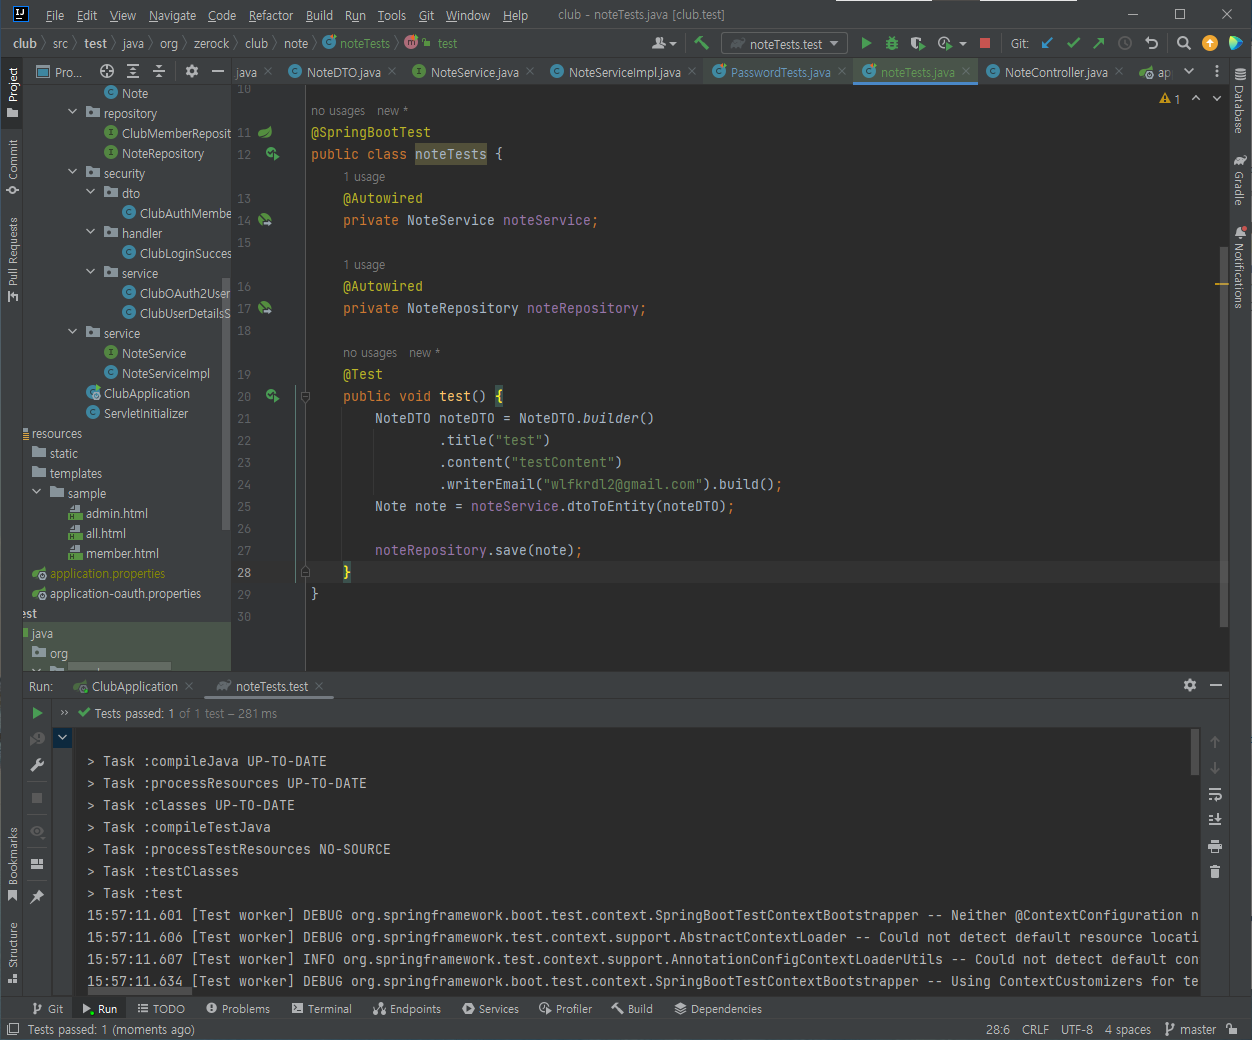 File Edit View Navigate Code Refactor Build Run Tools Git Window Help club - noteTests.java [club.test]
club src test java org zerock club note noteTests test noteTests.test Git:
Project Pro... java NoteDTO.java NoteService.java NoteServiceImpl.java PasswordTests.java noteTests.java NoteController.java ap
Commit
Pull Requests
Bookmarks
Structure
Database
Gradle
Notifications
Note
repository
ClubMemberReposit
NoteRepository
security
dto
ClubAuthMembe
handler
ClubLoginSucces
service
ClubOAuth2User
ClubUserDetailsS
service
NoteService
NoteServiceImpl
ClubApplication
ServletInitializer
resources
static
templates
sample
admin.html
all.html
member.html
application.properties
application-oauth.properties
est
java
org
1
10
no usages new *
11 @SpringBootTest
12 public class noteTests {
1 usage
13 @Autowired
14 private NoteService noteService;
15
1 usage
16 @Autowired
17 private NoteRepository noteRepository;
18
no usages new *
19 @Test
20 public void test() {
21 NoteDTO noteDTO = NoteDTO.builder()
22 .title("test")
23 .content("testContent")
24 .writerEmail("wlfkrdl2@gmail.com").build();
25 Note note = noteService.dtoToEntity(noteDTO);
26
27 noteRepository.save(note);
28 }
29 }
30
Run: ClubApplication noteTests.test
Tests passed: 1 of 1 test – 281 ms
> Task :compileJava UP-TO-DATE
> Task :processResources UP-TO-DATE
> Task :classes UP-TO-DATE
> Task :compileTestJava
> Task :processTestResources NO-SOURCE
> Task :testClasses
> Task :test
15:57:11.601 [Test worker] DEBUG org.springframework.boot.test.context.SpringBootTestContextBootstrapper -- Neither @ContextConfiguration n
15:57:11.606 [Test worker] DEBUG org.springframework.test.context.support.AbstractContextLoader -- Could not detect default resource locati
15:57:11.607 [Test worker] INFO org.springframework.test.context.support.AnnotationConfigContextLoaderUtils -- Could not detect default con
15:57:11.634 [Test worker] DEBUG org.springframework.boot.test.context.SpringBootTestContextBootstrapper -- Using ContextCustomizers for te
Git Run TODO Problems Terminal Endpoints Services Profiler Build Dependencies
Tests passed: 1 (moments ago) 28:6 CRLF UTF-8 4 spaces master